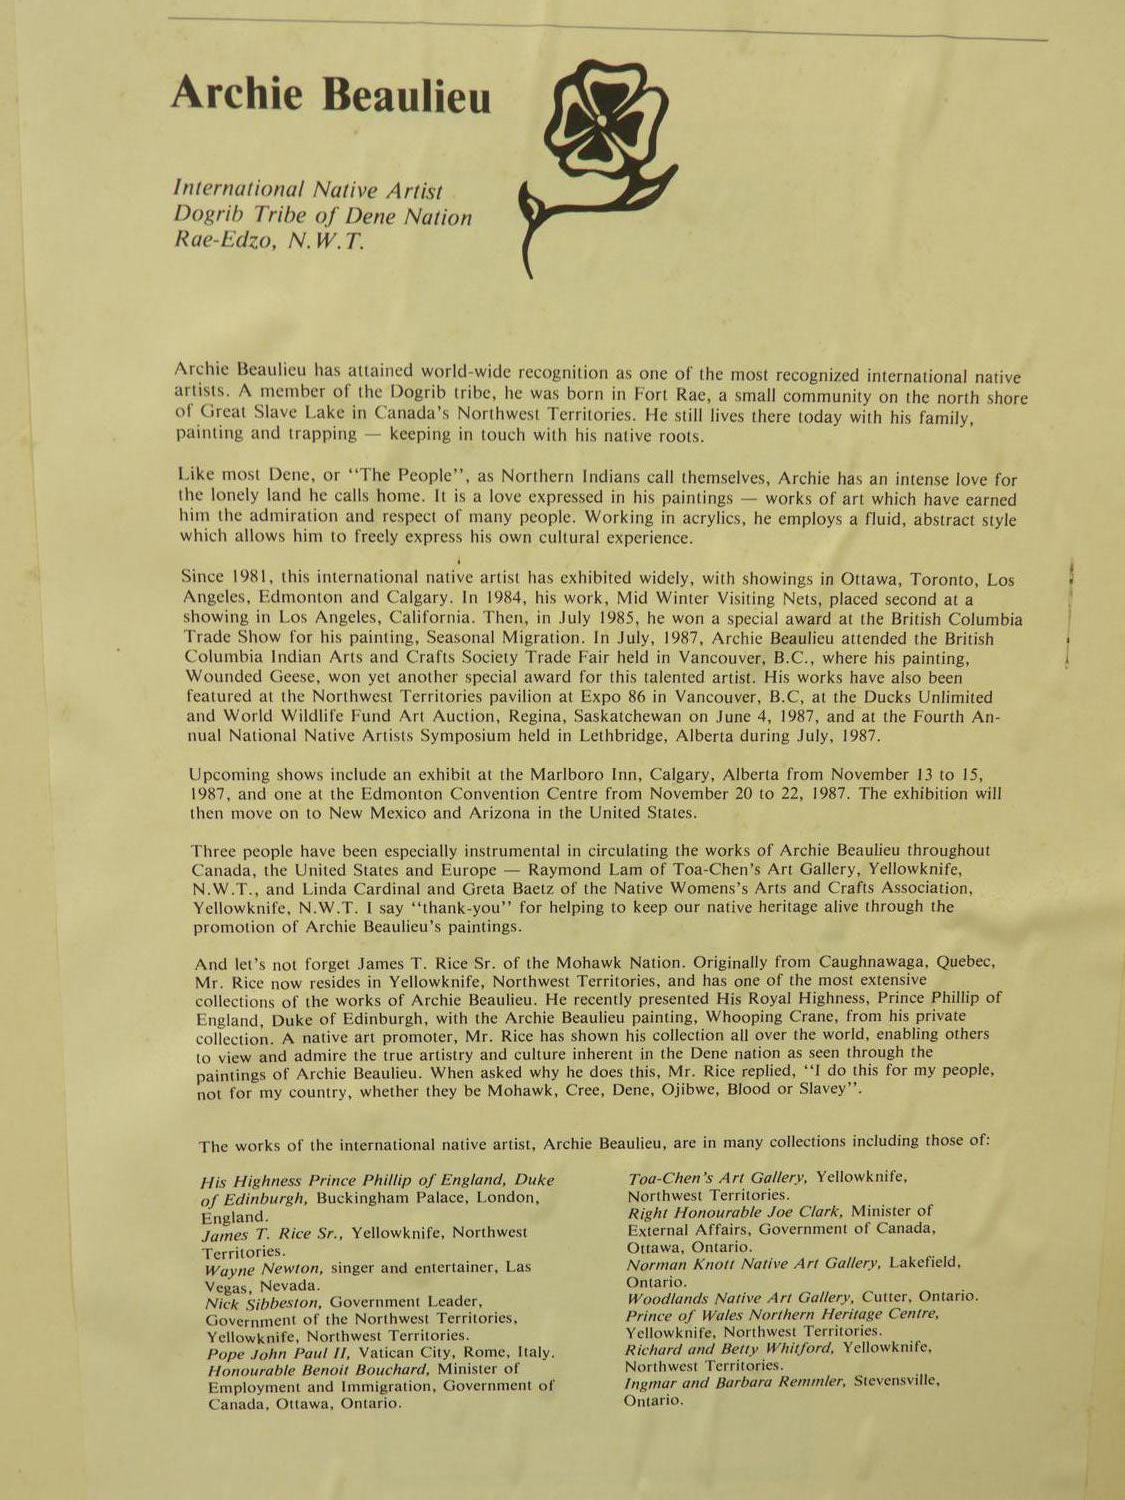 Archie Beaulieu
International Native Artist
Dogrib Tribe of Dene Nation
Rae-Edzo, N.W.T.
Archie Beaulieu has attained world-wide recognition as one of the most recognized international native
artists. A member of the Dogrib tribe, he was born in Fort Rae, a small community on the north shore
of Great Slave Lake in Canada's Northwest Territories. He still lives there today with his family,
painting and trapping — keeping in touch with his native roots.
Like most Dene, or "The People", as Northern Indians call themselves, Archie has an intense love for
the lonely land he calls home. It is a love expressed in his paintings — works of art which have earned
him the admiration and respect of many people. Working in acrylics, he employs a fluid, abstract style
which allows him to freely express his own cultural experience.
Since 1981, this international native artist has exhibited widely, with showings in Ottawa, Toronto, Los
Angeles, Edmonton and Calgary. In 1984, his work, Mid Winter Visiting Nets, placed second at a
showing in Los Angeles, California. Then, in July 1985, he won a special award at the British Columbia
Trade Show for his painting, Seasonal Migration. In July, 1987, Archie Beaulieu attended the British
Columbia Indian Arts and Crafts Society Trade Fair held in Vancouver, B.C., where his painting,
Wounded Geese, won yet another special award for this talented artist. His works have also been
featured at the Northwest Territories pavilion at Expo 86 in Vancouver, B.C, at the Ducks Unlimited
and World Wildlife Fund Art Auction, Regina, Saskatchewan on June 4, 1987, and at the Fourth An-
nual National Native Artists Symposium held in Lethbridge, Alberta during July, 1987.
Upcoming shows include an exhibit at the Marlboro Inn, Calgary, Alberta from November 13 to 15,
1987, and one at the Edmonton Convention Centre from November 20 to 22, 1987. The exhibition will
then move on to New Mexico and Arizona in the United States.
Three people have been especially instrumental in circulating the works of Archie Beaulieu throughout
Canada, the United States and Europe — Raymond Lam of Toa-Chen's Art Gallery, Yellowknife,
N.W.T., and Linda Cardinal and Greta Baetz of the Native Womens's Arts and Crafts Association,
Yellowknife, N.W.T. I say "thank-you" for helping to keep our native heritage alive through the
promotion of Archie Beaulieu's paintings.
And let's not forget James T. Rice Sr. of the Mohawk Nation. Originally from Caughnawaga, Quebec,
Mr. Rice now resides in Yellowknife, Northwest Territories, and has one of the most extensive
collections of the works of Archie Beaulieu. He recently presented His Royal Highness, Prince Phillip of
England, Duke of Edinburgh, with the Archie Beaulieu painting, Whooping Crane, from his private
collection. A native art promoter, Mr. Rice has shown his collection all over the world, enabling others
to view and admire the true artistry and culture inherent in the Dene nation as seen through the
paintings of Archie Beaulieu. When asked why he does this, Mr. Rice replied, "I do this for my people,
not for my country, whether they be Mohawk, Cree, Dene, Ojibwe, Blood or Slavey".
The works of the international native artist, Archie Beaulieu, are in many collections including those of:
His Highness Prince Phillip of England, Duke
of Edinburgh, Buckingham Palace, London,
England.
James T. Rice Sr., Yellowknife, Northwest
Territories.
Wayne Newton, singer and entertainer, Las
Vegas, Nevada.
Nick Sibbeston, Government Leader,
Government of the Northwest Territories,
Yellowknife, Northwest Territories.
Pope John Paul II, Vatican City, Rome, Italy.
Honourable Benoit Bouchard, Minister of
Employment and Immigration, Government of
Canada, Ottawa, Ontario.
Toa-Chen's Art Gallery, Yellowknife,
Northwest Territories.
Right Honourable Joe Clark, Minister of
External Affairs, Government of Canada,
Ottawa, Ontario.
Norman Knott Native Art Gallery, Lakefield,
Ontario.
Woodlands Native Art Gallery, Cutter, Ontario.
Prince of Wales Northern Heritage Centre,
Yellowknife, Northwest Territories.
Richard and Betty Whitford, Yellowknife,
Northwest Territories.
Ingmar and Barbara Remmler, Stevensville,
Ontario.